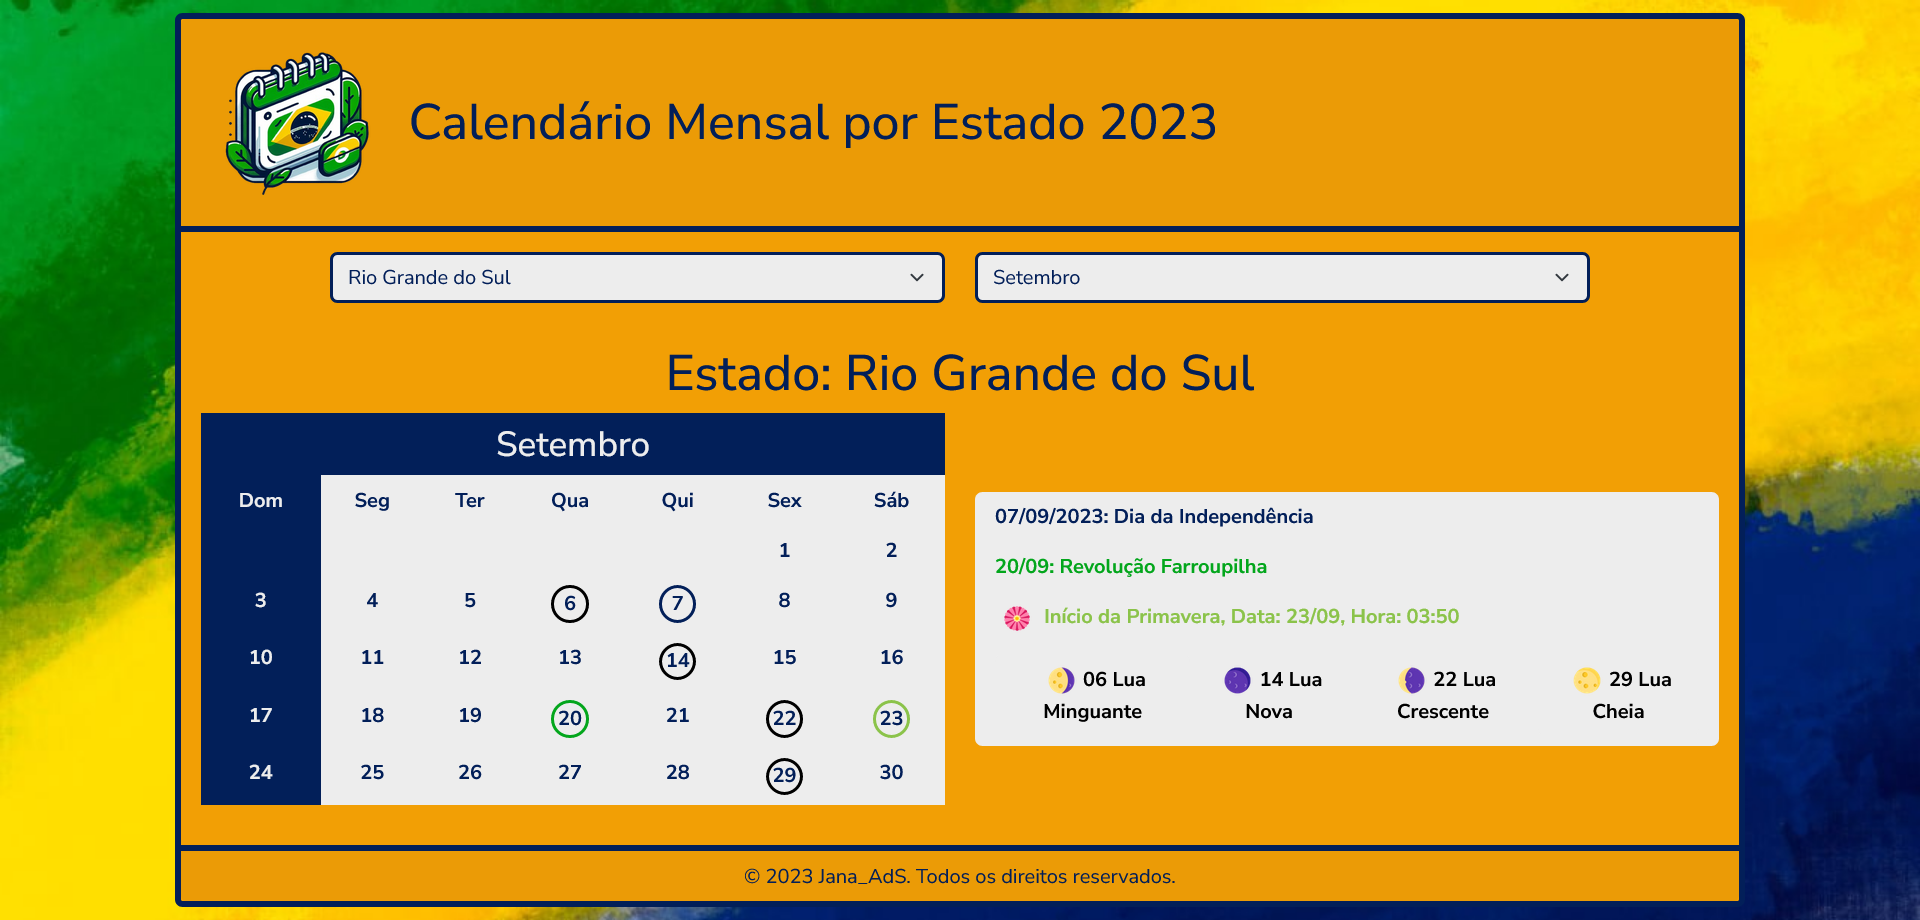 Calendário Mensal por Estado 2023
Rio Grande do Sul
Setembro
Estado: Rio Grande do Sul
Setembro
Dom Seg Ter Qua Qui Sex Sáb
1 2
3 4 5 6 7 8 9
10 11 12 13 14 15 16
17 18 19 20 21 22 23
24 25 26 27 28 29 30
07/09/2023: Dia da Independência
20/09: Revolução Farroupilha
Início da Primavera, Data: 23/09, Hora: 03:50
06 Lua Minguante
14 Lua Nova
22 Lua Crescente
29 Lua Cheia
© 2023 Jana_AdS. Todos os direitos reservados.